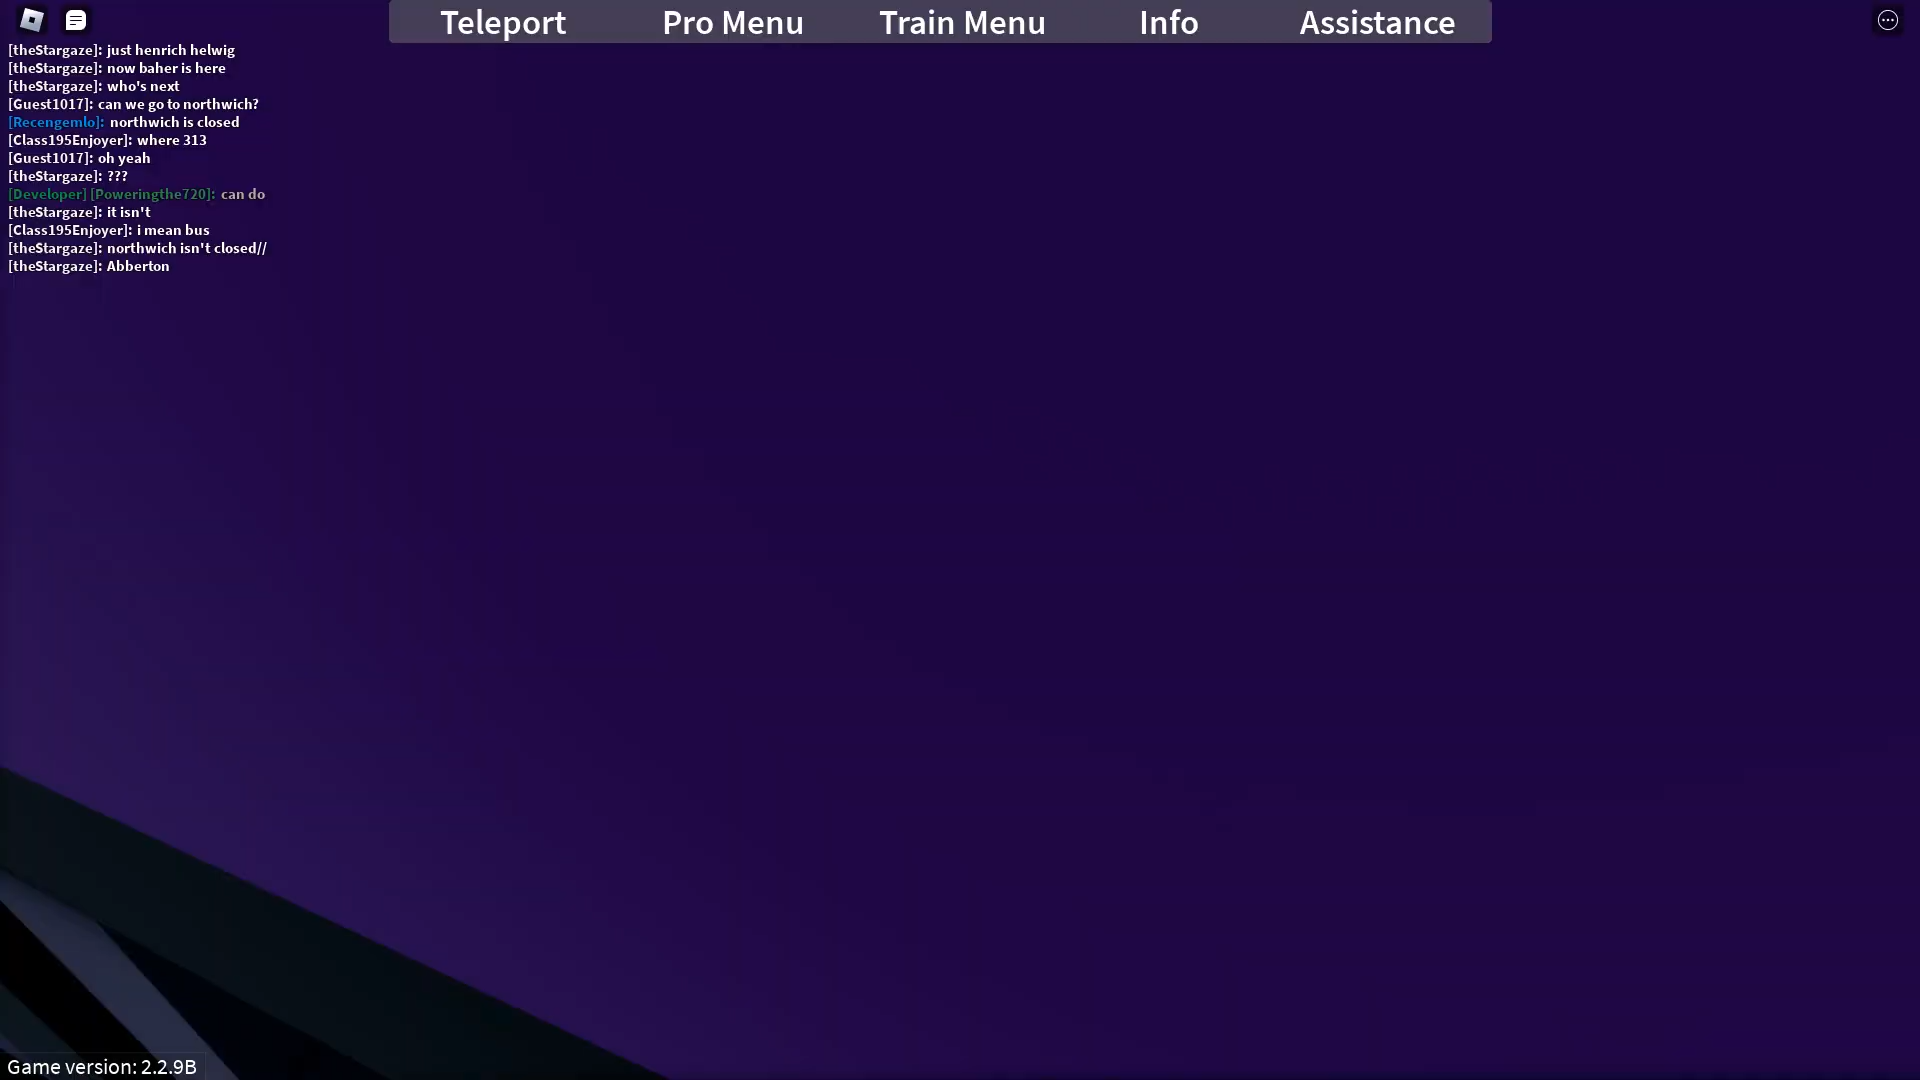 Teleport Pro Menu Train Menu Info Assistance
[theStargaze]: just henrich helwig
[theStargaze]: now baher is here
[theStargaze]: who's next
[Guest1017]: can we go to northwich?
[Recengemlo]: northwich is closed
[Class195Enjoyer]: where 313
[Guest1017]: oh yeah
[theStargaze]: ???
[Developer] [Poweringthe720]: can do
[theStargaze]: it isn't
[Class195Enjoyer]: i mean bus
[theStargaze]: northwich isn't closed//
[theStargaze]: Abberton
Game version: 2.2.9B